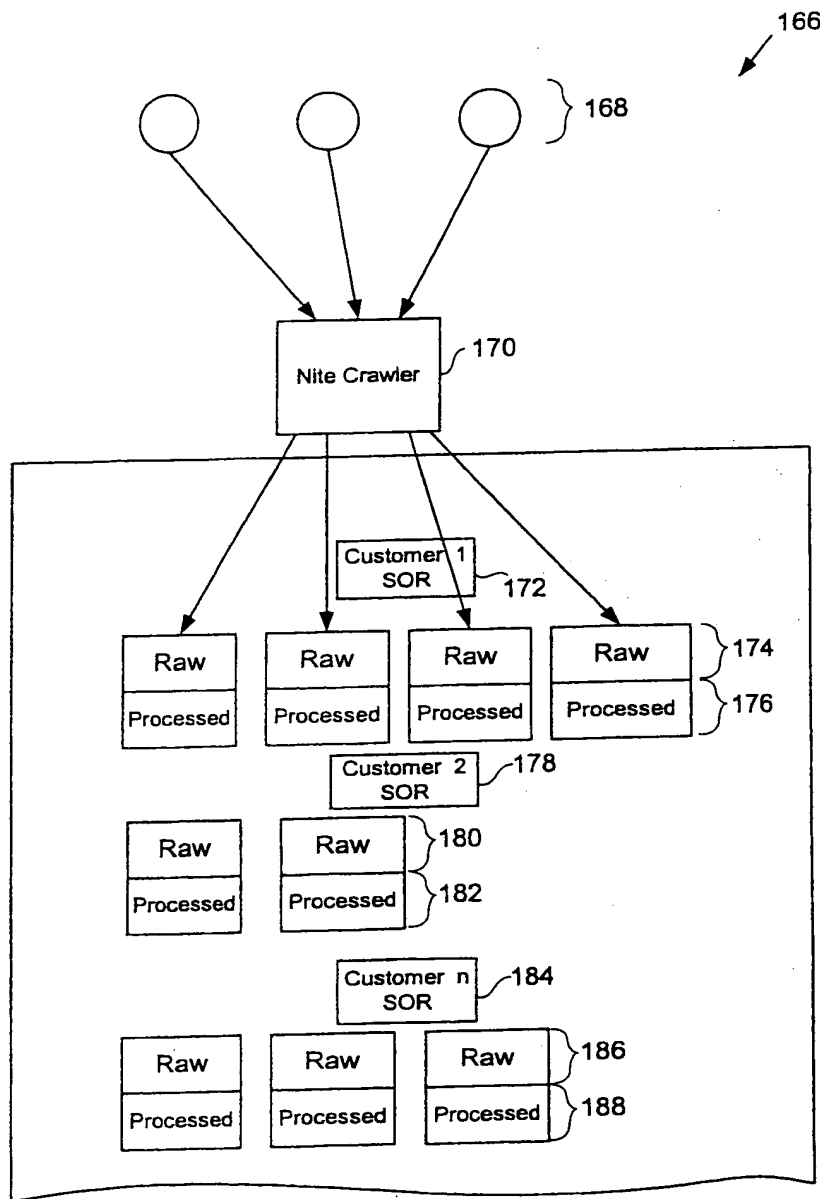 166
168
Nite Crawler
170
Customer 1
SOR
172
Raw Raw Raw Raw
174
Processed Processed Processed Processed
176
Customer 2
SOR
178
Raw Raw
180
Processed Processed
182
Customer n
SOR
184
Raw Raw Raw
186
Processed Processed Processed
188